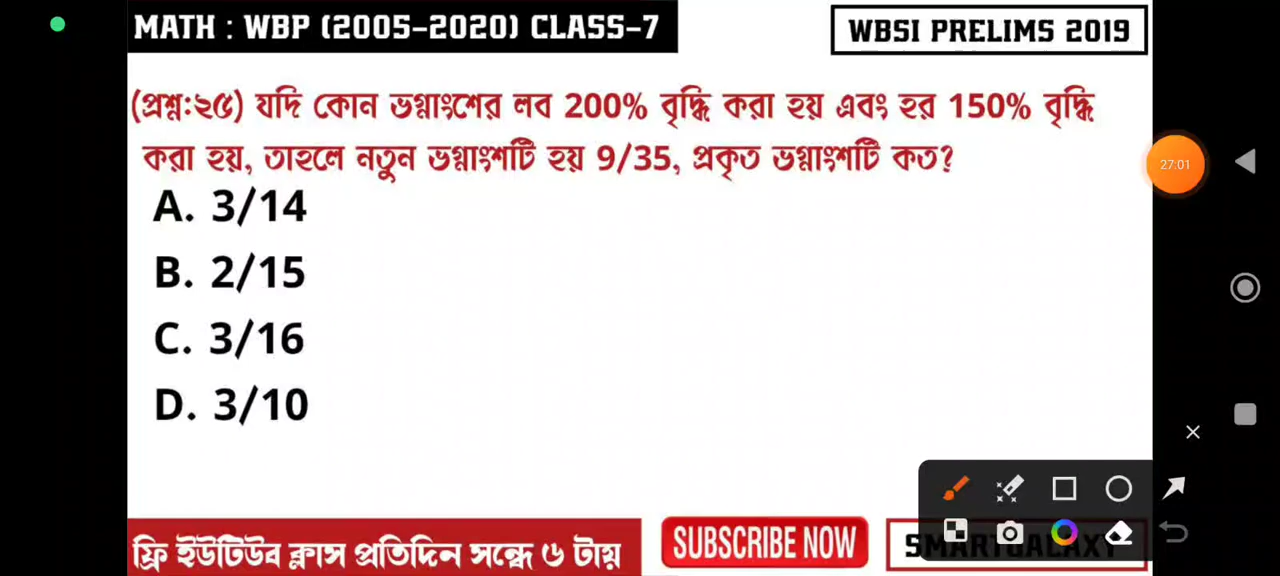 MATH : WBP (2005-2020) CLASS-7
WBSI PRELIMS 2019
(প্রশ্ন:২৫) যদি কোন ভগ্নাংশের লব 200% বৃদ্ধি করা হয় এবং হর 150% বৃদ্ধি
করা হয়, তাহলে নতুন ভগ্নাংশটি হয় 9/35, প্রকৃত ভগ্নাংশটি কত?
27:01
A. 3/14
B. 2/15
C. 3/16
D. 3/10
ফ্রি ইউটিউব ক্লাস প্রতিদিন সন্ধে ৬ টায়
SUBSCRIBE NOW
SMARTGALAXY